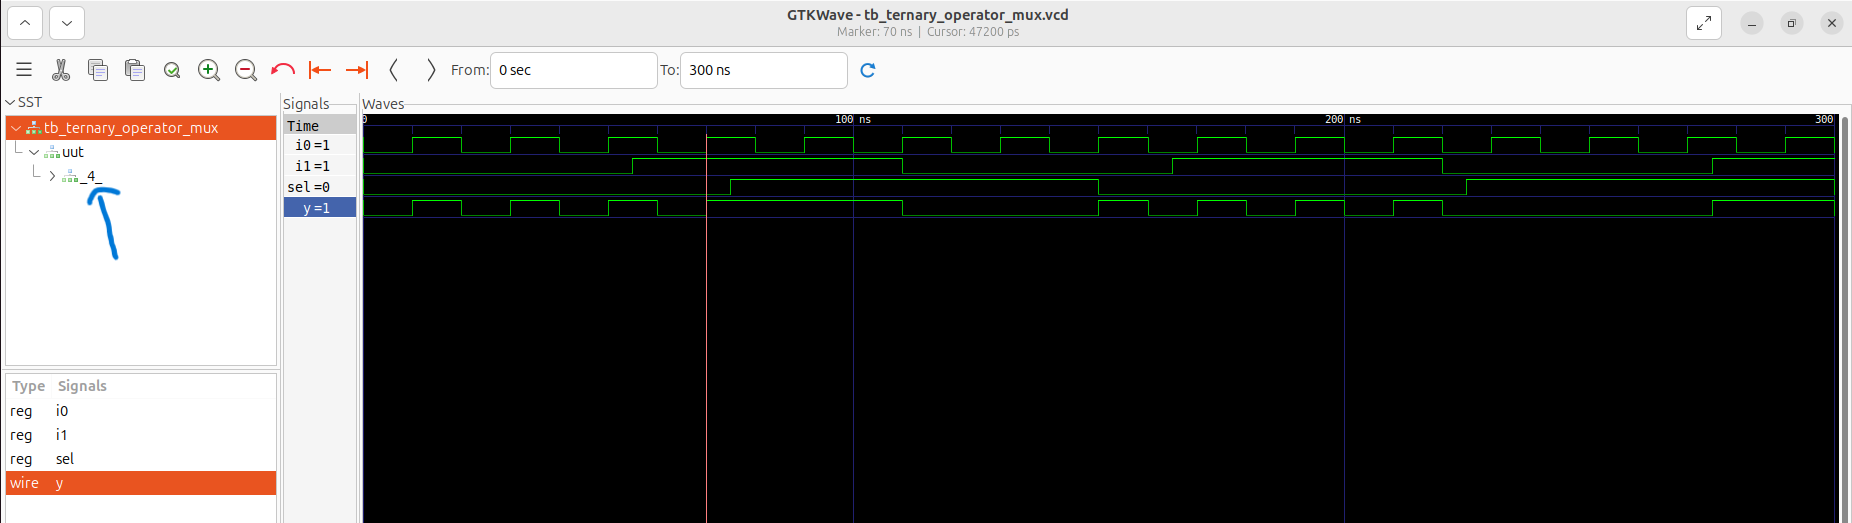 GTKWave - tb_ternary_operator_mux.vcd
Marker: 70 ns | Cursor: 47200 ps
From: 0 sec To: 300 ns
SST
tb_ternary_operator_mux
uut
_4_
Type Signals
reg i0
reg i1
reg sel
wire y
Signals
Time
i0 =1
i1 =1
sel =0
y =1
Waves
0 100 ns 200 ns 300